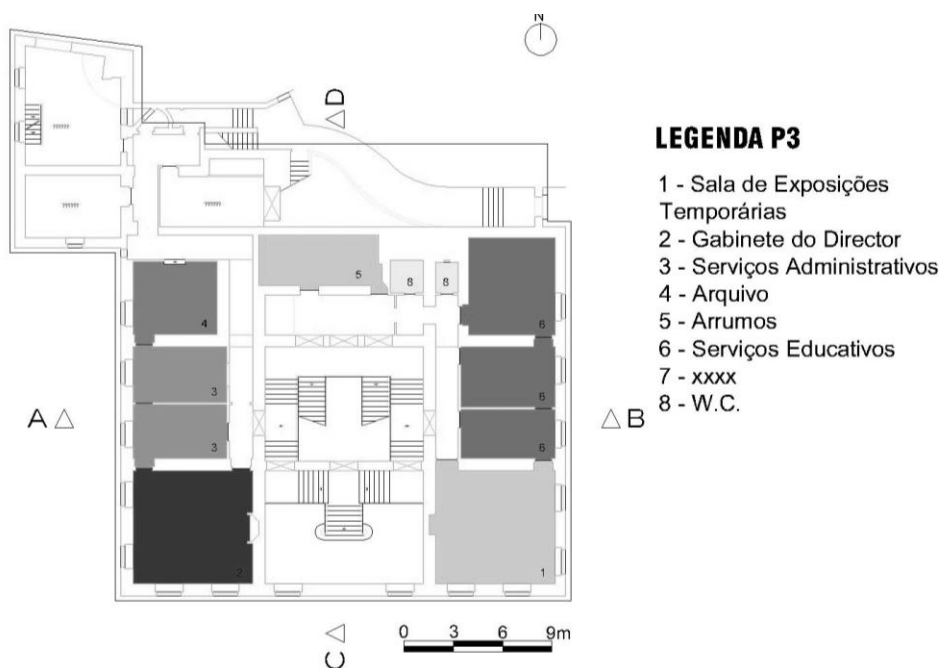 N
D
??????
LEGENDA P3
1 - Sala de Exposições
Temporárias
2 - Gabinete do Director
3 - Serviços Administrativos
4 - Arquivo
5 - Arrumos
6 - Serviços Educativos
7 - xxxx
8 - W.C.
??????
??????
5
8
8
4
6
3
6
A
B
3
6
2
1
C
0 3 6 9m